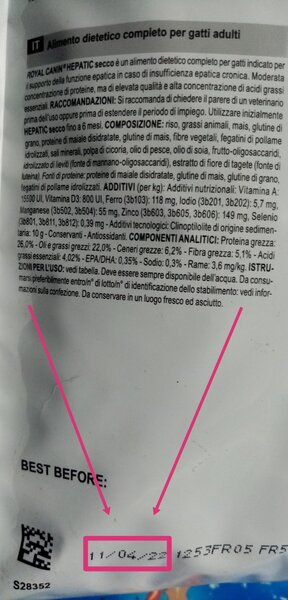 IT Alimento dietetico completo per gatti adulti
ROYAL CANIN® HEPATIC secco è un alimento dietetico completo per gatti indicato per
il supporto della funzione epatica in caso di insufficienza epatica cronica. Moderata
concentrazione di proteine, ma di elevata qualità e alta concentrazione di acidi grassi
essenziali. RACCOMANDAZIONI: Si raccomanda di chiedere il parere di un veterinario
prima dell'uso oppure prima di estendere il periodo di impiego. Utilizzare inizialmente
HEPATIC secco fino a 6 mesi. COMPOSIZIONE: riso, grassi animali, mais, glutine di
grano, proteine di maiale disidratate, glutine di mais, fibre vegetali, fegatini di pollame
idrolizzati, sali minerali, polpa di cicoria, olio di pesce, olio di soia, frutto-oligosaccaridi,
idrolizzato di lieviti (fonte di mannano-oligosaccaridi), estratto di fiore di tagete (fonte di
luteina). Fonti di proteine: proteine di maiale disidratate, glutine di mais, glutine di grano,
fegatini di pollame idrolizzati. ADDITIVI (per kg): Additivi nutrizionali: Vitamina A:
15500 UI, Vitamina D3: 800 UI, Ferro (3b103): 118 mg, Iodio (3b201, 3b202): 5,7 mg,
Manganese (3b502, 3b504): 55 mg, Zinco (3b603, 3b605, 3b606): 149 mg, Selenio
(3b801, 3b811, 3b812): 0,39 mg - Additivi tecnologici: Clinoptilolite di origine sedimen-
taria: 10 g - Conservanti - Antiossidanti. COMPONENTI ANALITICI: Proteina grezza:
26,0% - Oli e grassi grezzi: 22,0% - Ceneri grezze: 6,2% - Fibra grezza: 5,1% - Acidi
grassi essenziali: 4,02% - EPA/DHA: 0,35% - Sodio: 0,3% - Rame: 3,6 mg/kg. ISTRU-
ZIONI PER L'USO: vedi tabella. Deve essere sempre disponibile dell'acqua. Da consu-
marsi preferibilmente entro/n° di lotto/n° di identificazione dello stabilimento: vedi infor-
mazioni sulla confezione. Da conservare in un luogo fresco ed asciutto.
BEST BEFORE:
11/04/22 1253FR05 FR5
S28352